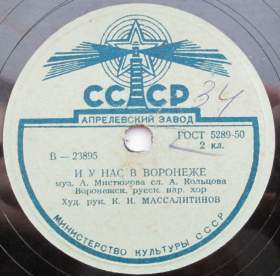 СССР
34
АПРЕЛЕВСКИЙ ЗАВОД
ГОСТ 5289-50
В — 23895
2 кл.
И У НАС В ВОРОНЕЖЕ
муз. А. Мистюкова сл. А. Кольцова
Воронежск. русск. нар. хор
Худ. рук. К. И. МАССАЛИТИНОВ
МИНИСТЕРСТВО КУЛЬТУРЫ СССР